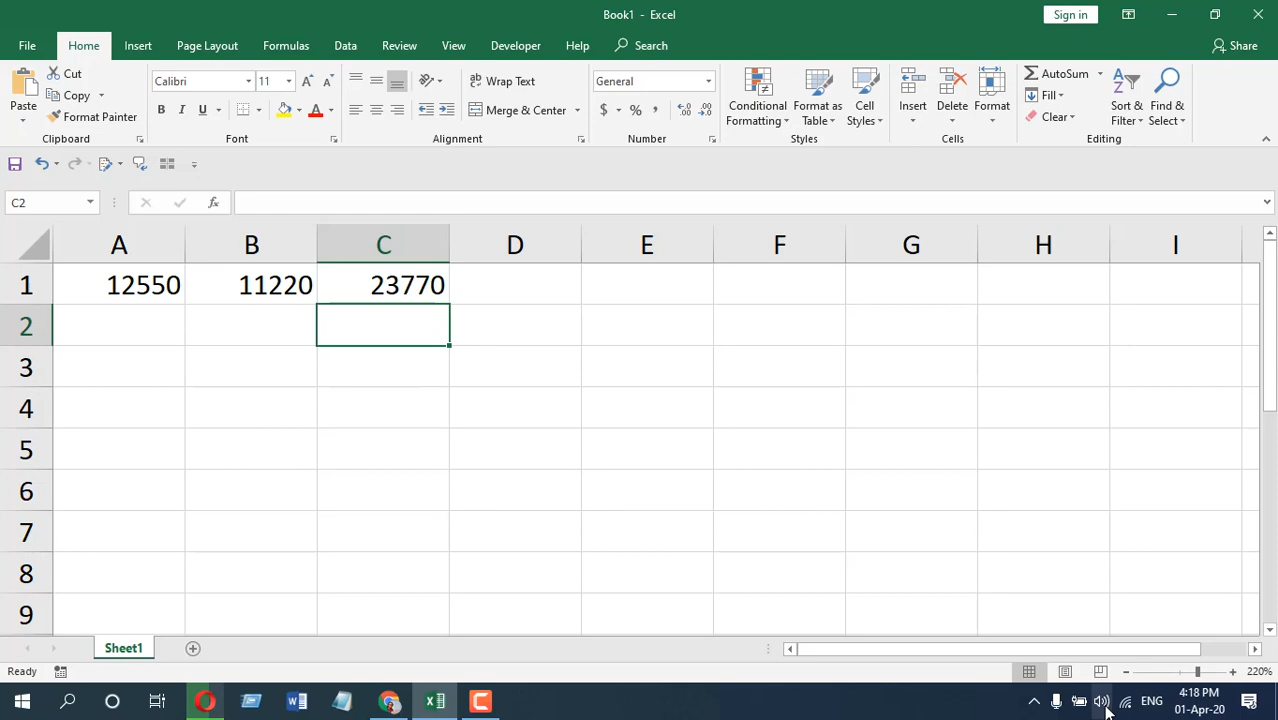 Book1 - Excel
Sign in
File Home Insert Page Layout Formulas Data Review View Developer Help Search Share
Paste
Cut
Copy
Format Painter
Clipboard
Calibri 11
B I U
Font
Wrap Text
Merge & Center
Alignment
General
$ % ,
Number
Conditional Formatting
Format as Table
Cell Styles
Styles
Insert
Delete
Format
Cells
AutoSum
Fill
Clear
Sort & Filter
Find & Select
Editing
C2
fx
A B C D E F G H I
1 12550 11220 23770
2
3
4
5
6
7
8
9
Sheet1
Ready
220%
ENG
4:18 PM
01-Apr-20